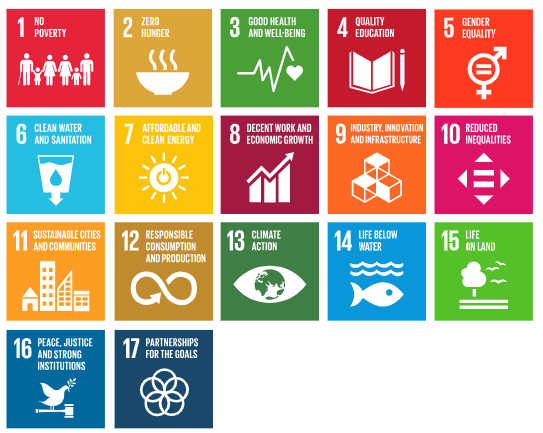 1 NO
POVERTY
2 ZERO
HUNGER
3 GOOD HEALTH
AND WELL-BEING
4 QUALITY
EDUCATION
5 GENDER
EQUALITY
6 CLEAN WATER
AND SANITATION
7 AFFORDABLE AND
CLEAN ENERGY
8 DECENT WORK AND
ECONOMIC GROWTH
9 INDUSTRY, INNOVATION
AND INFRASTRUCTURE
10 REDUCED
INEQUALITIES
11 SUSTAINABLE CITIES
AND COMMUNITIES
12 RESPONSIBLE
CONSUMPTION
AND PRODUCTION
13 CLIMATE
ACTION
14 LIFE BELOW
WATER
15 LIFE
ON LAND
16 PEACE, JUSTICE
AND STRONG
INSTITUTIONS
17 PARTNERSHIPS
FOR THE GOALS